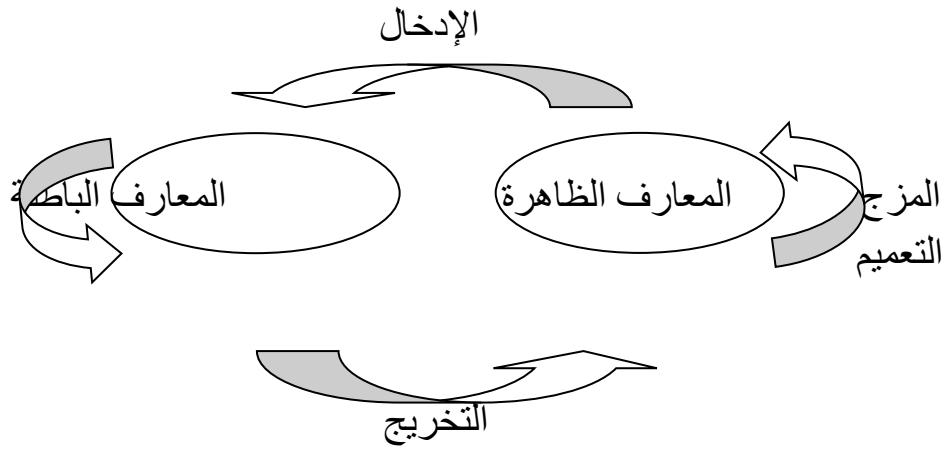 الإدخال
المعارف الظاهرة
المعارف الباطنة
المزج
التعميم
التخريج